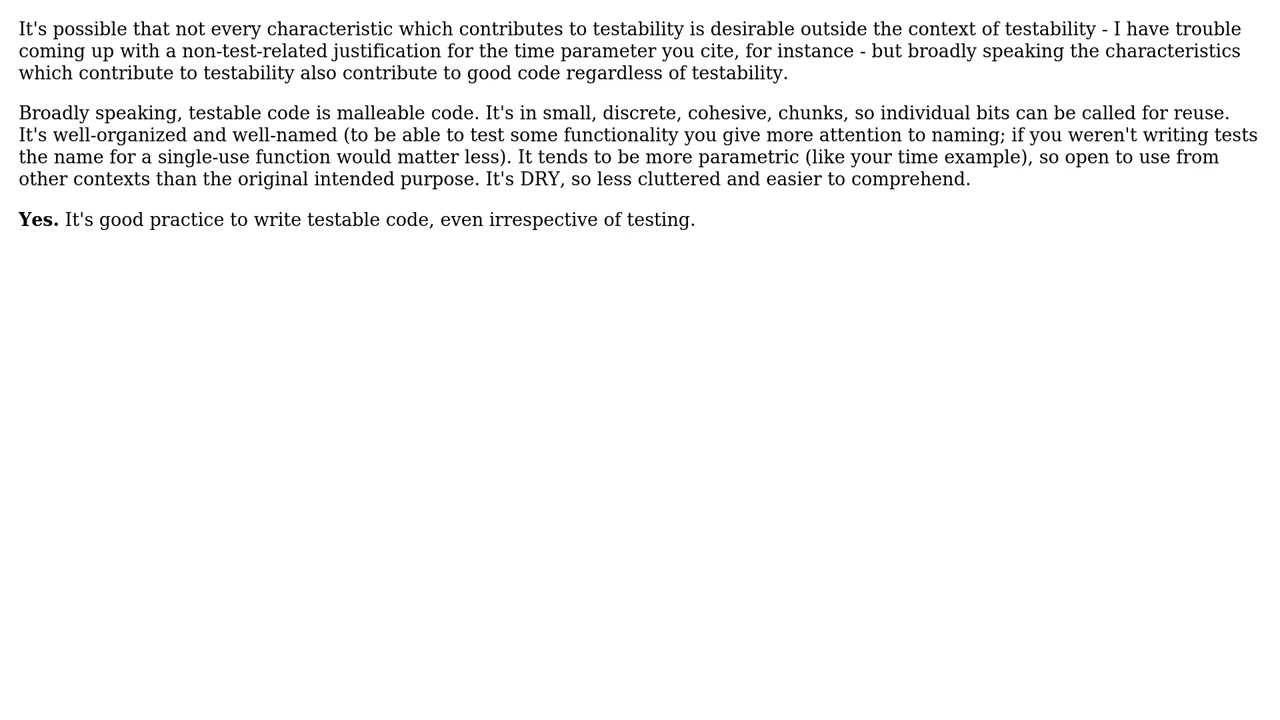 It's possible that not every characteristic which contributes to testability is desirable outside the context of testability - I have trouble
coming up with a non-test-related justification for the time parameter you cite, for instance - but broadly speaking the characteristics
which contribute to testability also contribute to good code regardless of testability.
Broadly speaking, testable code is malleable code. It's in small, discrete, cohesive, chunks, so individual bits can be called for reuse.
It's well-organized and well-named (to be able to test some functionality you give more attention to naming; if you weren't writing tests
the name for a single-use function would matter less). It tends to be more parametric (like your time example), so open to use from
other contexts than the original intended purpose. It's DRY, so less cluttered and easier to comprehend.
Yes. It's good practice to write testable code, even irrespective of testing.